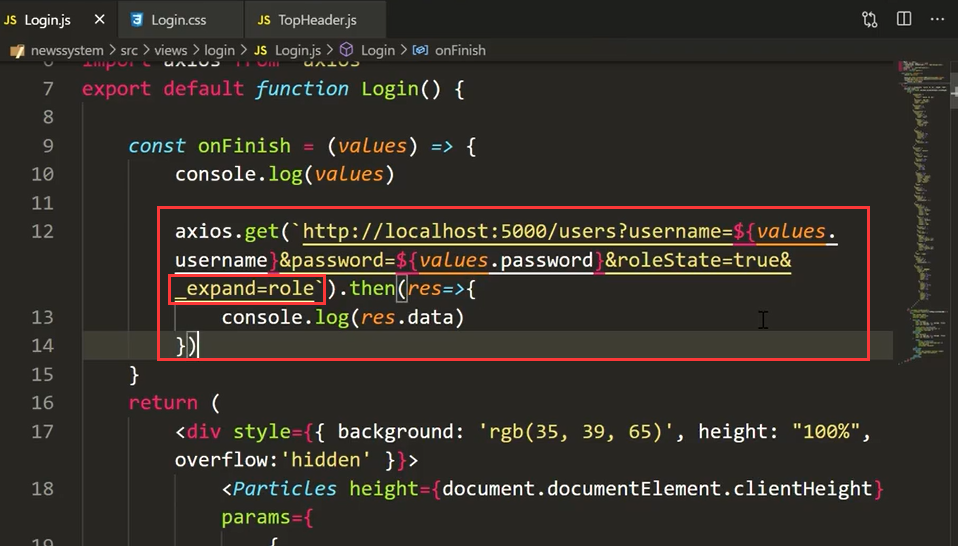 JS Login.js ×
Login.css
JS TopHeader.js
newssystem > src > views > login > JS Login.js > Login > onFinish
6 import axios from 'axios'
7 export default function Login() {
8
9 const onFinish = (values) => {
10 console.log(values)
11
12 axios.get(`http://localhost:5000/users?username=${values.
username}&password=${values.password}&roleState=true&
_expand=role`).then(res=>{
13 console.log(res.data)
14 })
15 }
16 return (
17 <div style={{ background: 'rgb(35, 39, 65)', height: "100%",
overflow:'hidden' }}>
18 <Particles height={document.documentElement.clientHeight}
params={
19 {